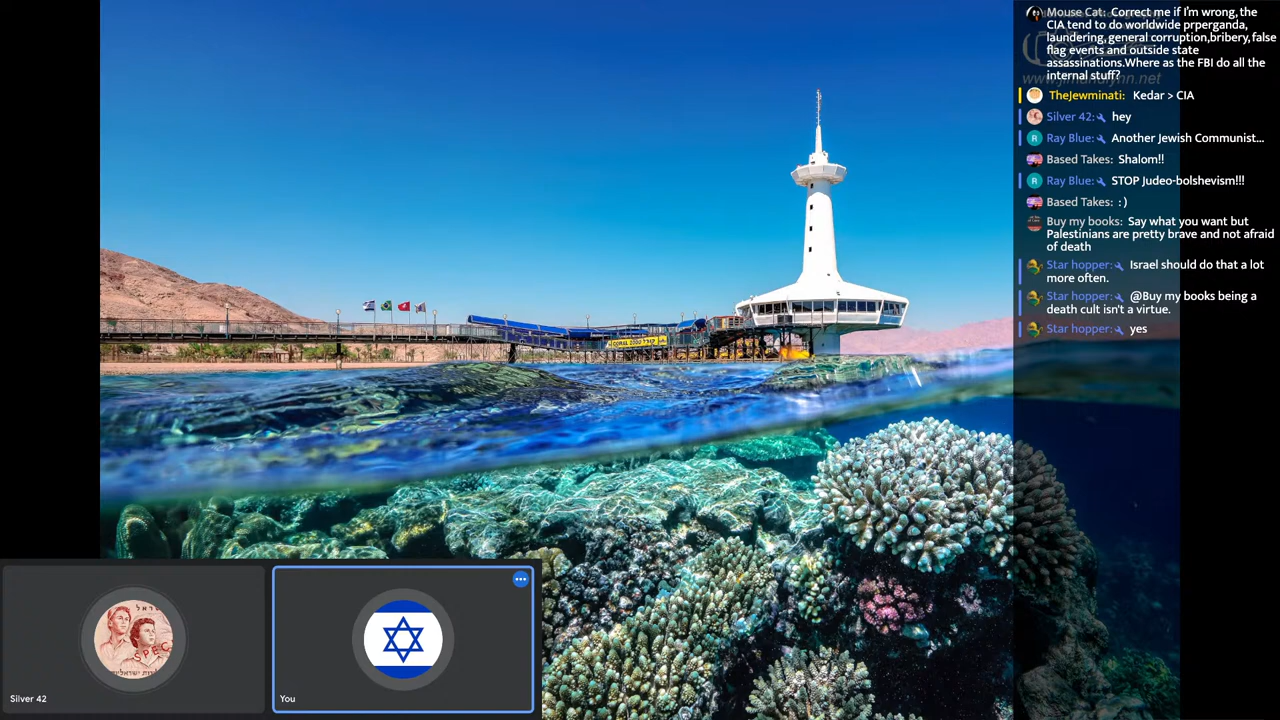 Mouse Cat: Correct me if I'm wrong, the
CIA tend to do worldwide prperganda,
laundering, general corruption,bribery, false
flag events and outside state
assassinations.Where as the FBI do all the
internal stuff?
TheJewminati: Kedar > CIA
Silver 42: hey
R Ray Blue: Another Jewish Communist...
Based Takes: Shalom!!
R Ray Blue: STOP Judeo-bolshevism!!!
Based Takes: : )
Buy my books: Say what you want but
Palestinians are pretty brave and not afraid
of death
Star hopper: Israel should do that a lot
more often.
Star hopper: @Buy my books being a
death cult isn't a virtue.
Star hopper: yes
SPEC
Silver 42
You